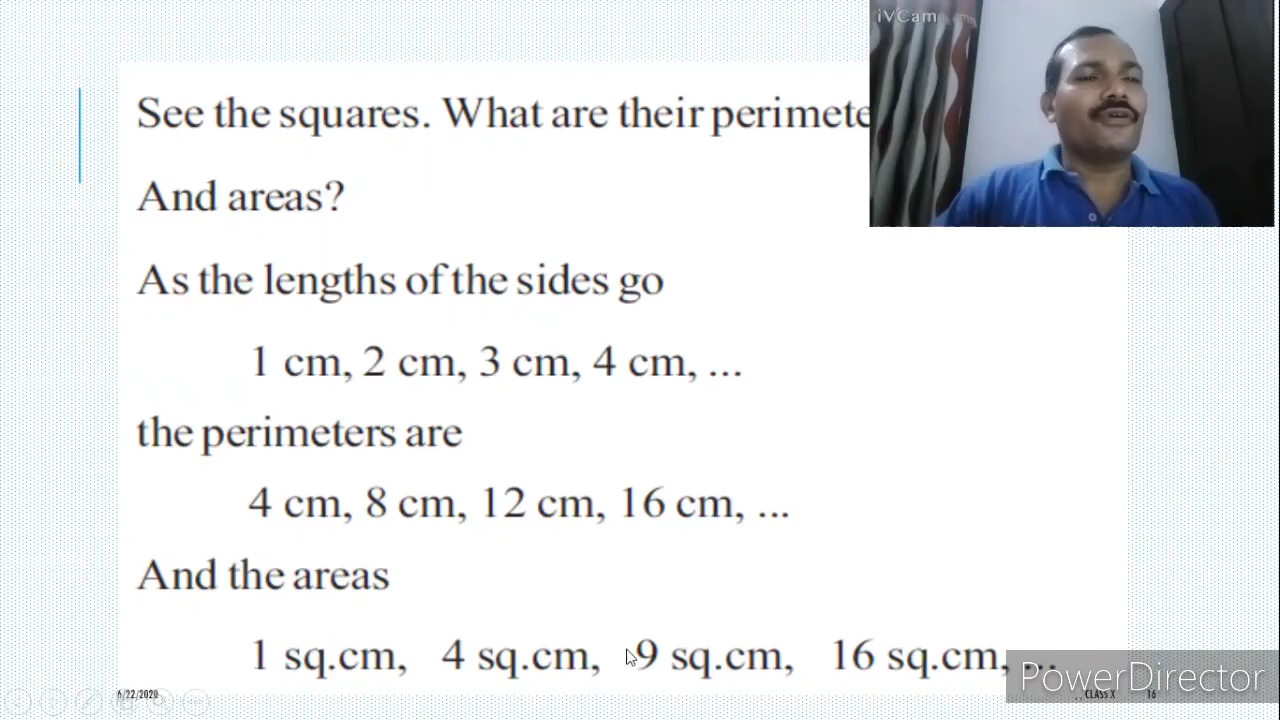 iVCam
See the squares. What are their perimete
And areas?
As the lengths of the sides go
1 cm, 2 cm, 3 cm, 4 cm, ...
the perimeters are
4 cm, 8 cm, 12 cm, 16 cm, ...
And the areas
1 sq.cm, 4 sq.cm, 9 sq.cm, 16 sq.cm, ...
6/22/2020
CLASS X 16
PowerDirector